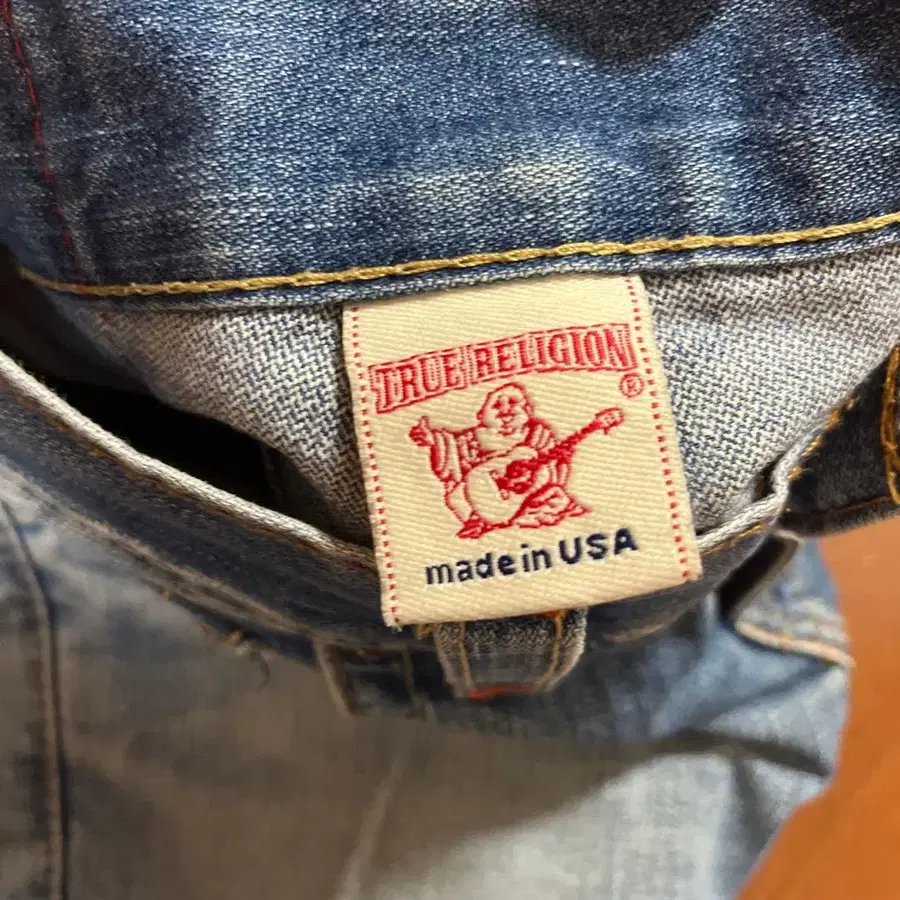 TRUE RELIGION
®
made in USA